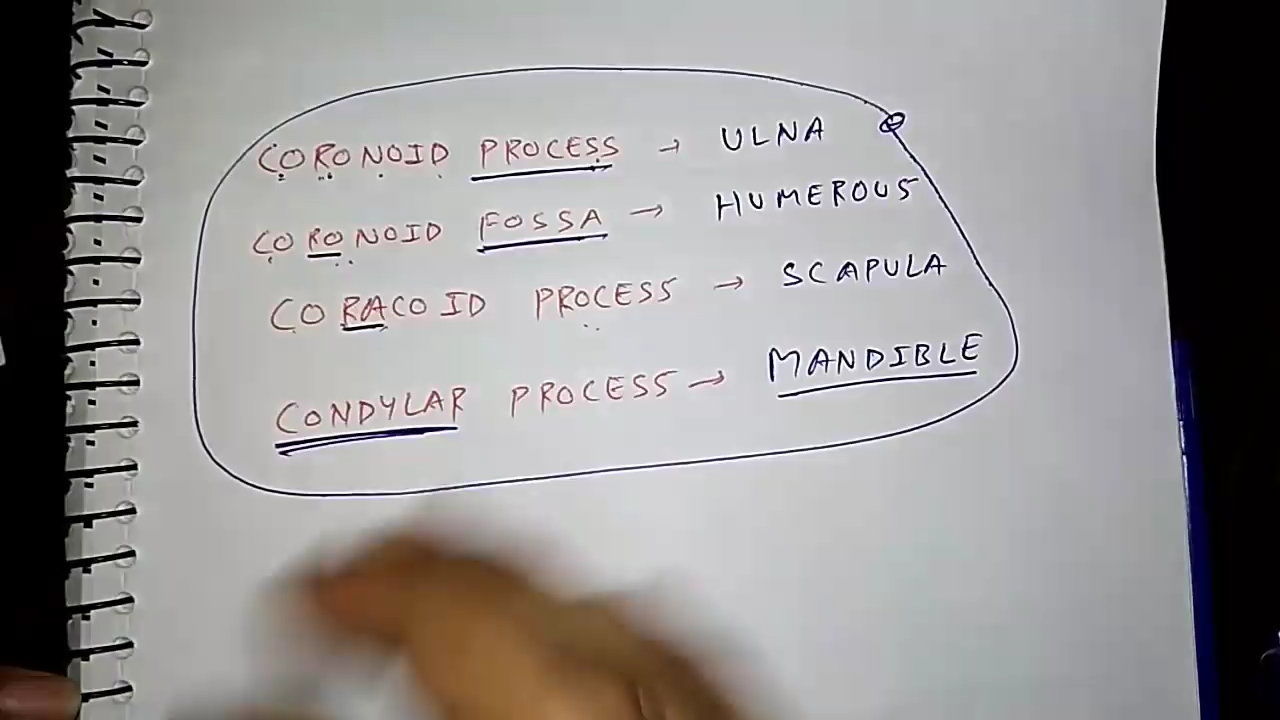 CORONOID PROCESS → ULNA
CORONOID FOSSA → HUMEROUS
CORACOID PROCESS → SCAPULA
CONDYLAR PROCESS → MANDIBLE